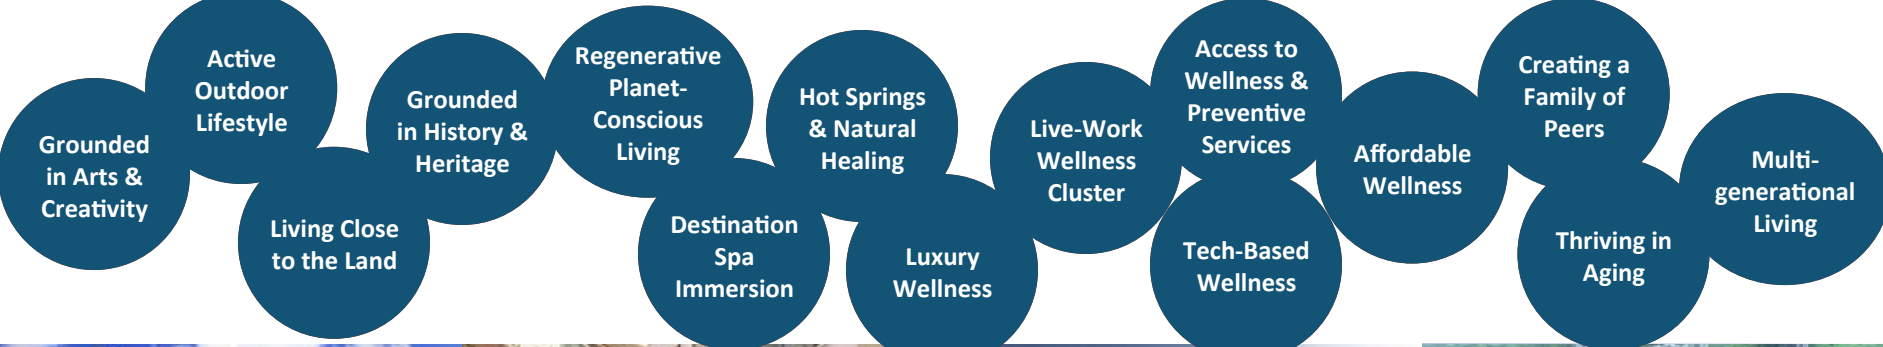 Grounded
in Arts &
Creativity
Active
Outdoor
Lifestyle
Living Close
to the Land
Grounded
in History &
Heritage
Regenerative
Planet-
Conscious
Living
Destination
Spa
Immersion
Hot Springs
& Natural
Healing
Luxury
Wellness
Live-Work
Wellness
Cluster
Access to
Wellness &
Preventive
Services
Tech-Based
Wellness
Affordable
Wellness
Creating a
Family of
Peers
Thriving in
Aging
Multi-
generational
Living